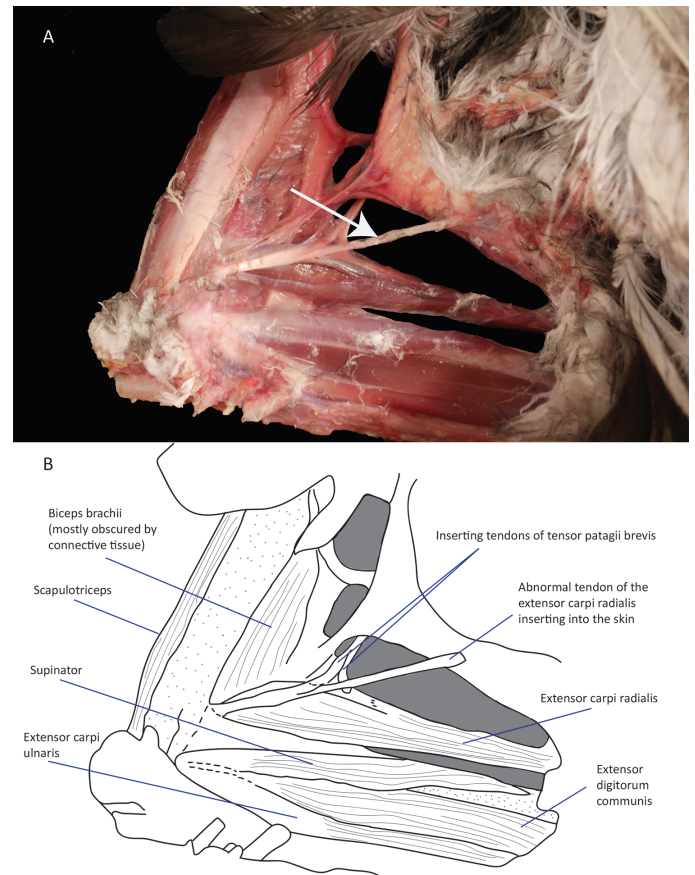 A
B
Biceps brachii
(mostly obscured by
connective tissue)
Scapulotriceps
Supinator
Extensor carpi
ulnaris
Inserting tendons of tensor patagii brevis
Abnormal tendon of the
extensor carpi radialis
inserting into the skin
Extensor carpi radialis
Extensor
digitorum
communis